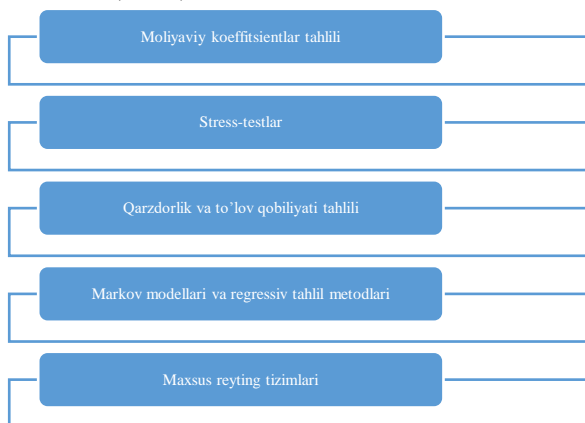 Moliyaviy koeffitsientlar tahlili
Stress-testlar
Qarzdorlik va to’lov qobiliyati tahlili
Markov modellari va regressiv tahlil metodlari
Maxsus reyting tizimlari